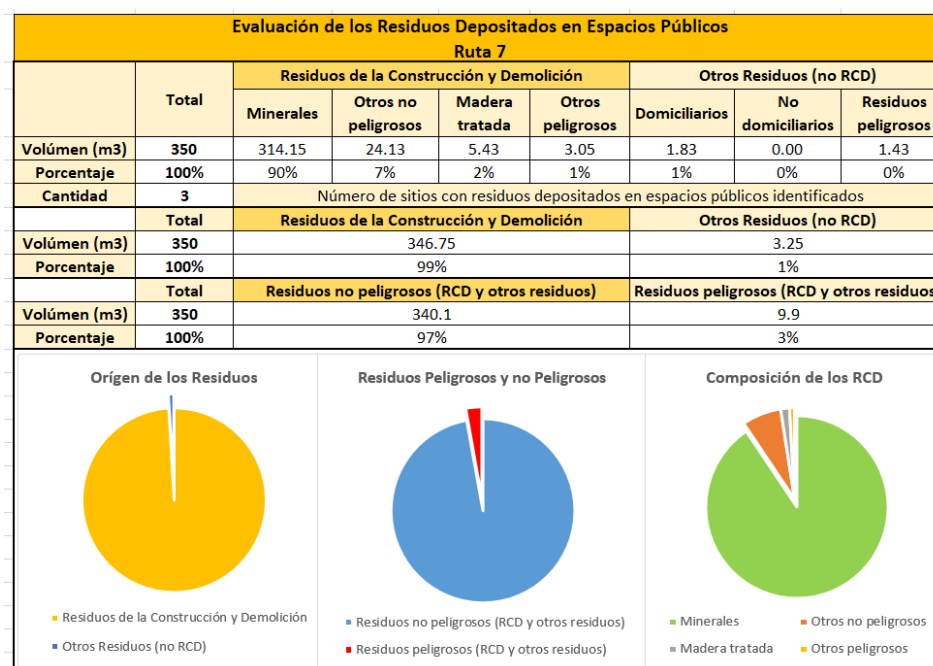 Evaluación de los Residuos Depositados en Espacios Públicos
Ruta 7
Total
Residuos de la Construcción y Demolición
Otros Residuos (no RCD)
Minerales
Otros no peligrosos
Madera tratada
Otros peligrosos
Domiciliarios
No domiciliarios
Residuos peligrosos
Volúmen (m3) 350 314.15 24.13 5.43 3.05 1.83 0.00 1.43
Porcentaje 100% 90% 7% 2% 1% 1% 0% 0%
Cantidad 3 Número de sitios con residuos depositados en espacios públicos identificados
Total Residuos de la Construcción y Demolición Otros Residuos (no RCD)
Volúmen (m3) 350 346.75 3.25
Porcentaje 100% 99% 1%
Total Residuos no peligrosos (RCD y otros residuos) Residuos peligrosos (RCD y otros residuos
Volúmen (m3) 350 340.1 9.9
Porcentaje 100% 97% 3%
Orígen de los Residuos
Residuos de la Construcción y Demolición
Otros Residuos (no RCD)
Residuos Peligrosos y no Peligrosos
Residuos no peligrosos (RCD y otros residuos)
Residuos peligrosos (RCD y otros residuos)
Composición de los RCD
Minerales
Otros no peligrosos
Madera tratada
Otros peligrosos